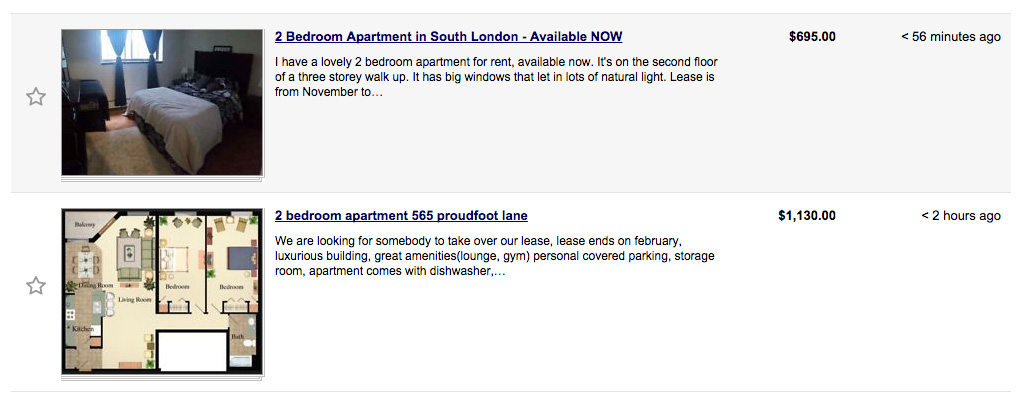 2 Bedroom Apartment in South London - Available NOW
$695.00
< 56 minutes ago
I have a lovely 2 bedroom apartment for rent, available now. It's on the second floor
of a three storey walk up. It has big windows that let in lots of natural light. Lease is
from November to…
2 bedroom apartment 565 proudfoot lane
$1,130.00
< 2 hours ago
We are looking for somebody to take over our lease, lease ends on february,
luxurious building, great amenities(lounge, gym) personal covered parking, storage
room, apartment comes with dishwasher,…
Balcony
Dining Room
Living Room
Bedroom
Bedroom
Kitchen
Bath